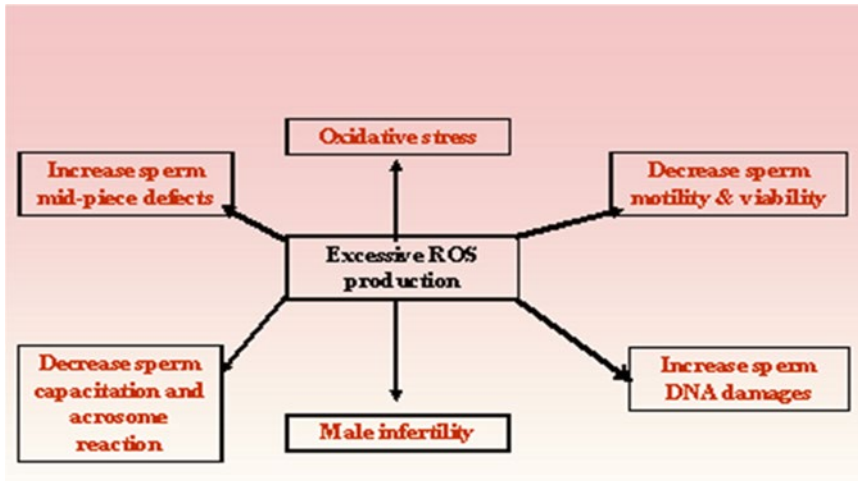 Oxidative stress
Increase sperm
mid-piece defects
Decrease sperm
motility & viability
Excessive ROS
production
Decrease sperm
capacitation and
acrosome
reaction
Male infertility
Increase sperm
DNA damages